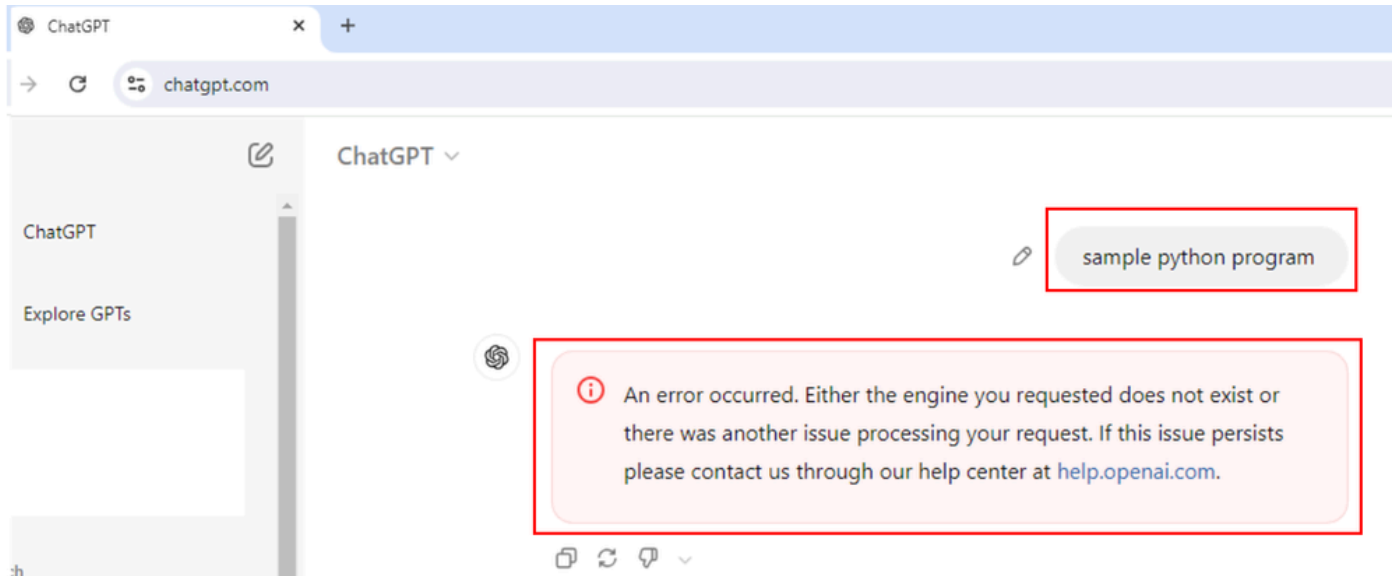 ChatGPT
chatgpt.com
ChatGPT
ChatGPT
Explore GPTs
sample python program
An error occurred. Either the engine you requested does not exist or
there was another issue processing your request. If this issue persists
please contact us through our help center at help.openai.com.